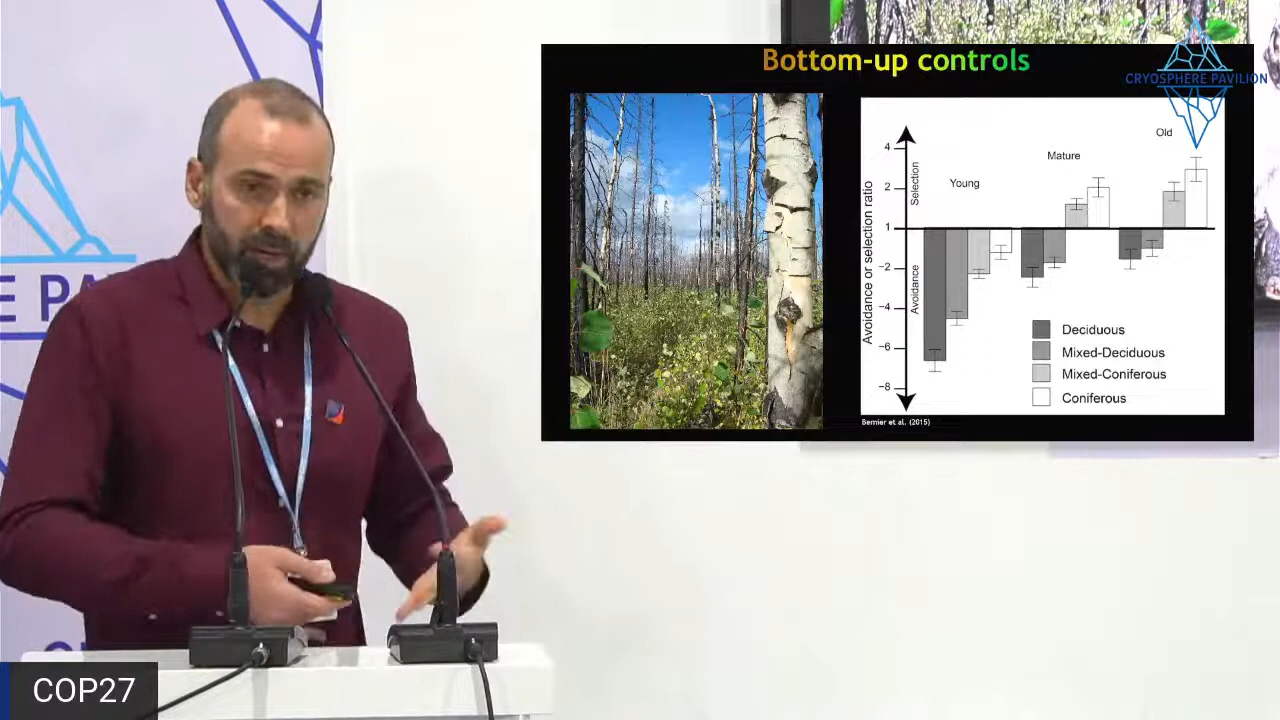 Bottom-up controls
CRYOSPHERE PAVILION
Old
Mature
Young
Avoidance or selection ratio
Selection
Avoidance
4
2
1
−2
−4
−6
−8
Deciduous
Mixed-Deciduous
Mixed-Coniferous
Coniferous
Bernier et al. (2015)
E PA
COP27